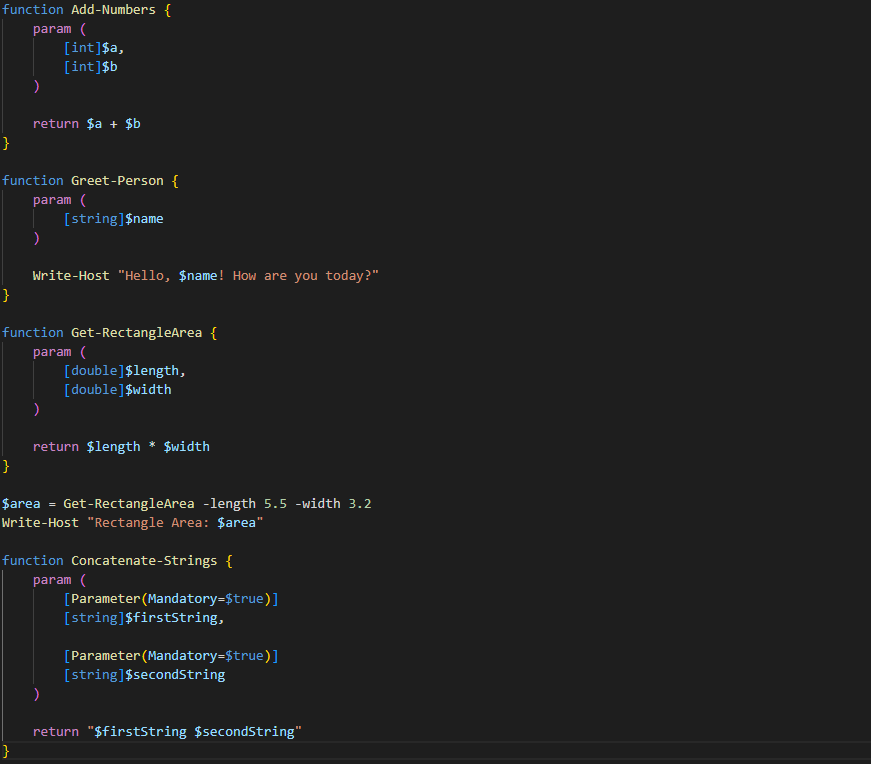 function Add-Numbers {
    param (
        [int]$a,
        [int]$b
    )

    return $a + $b
}

function Greet-Person {
    param (
        [string]$name
    )

    Write-Host "Hello, $name! How are you today?"
}

function Get-RectangleArea {
    param (
        [double]$length,
        [double]$width
    )

    return $length * $width
}

$area = Get-RectangleArea -length 5.5 -width 3.2
Write-Host "Rectangle Area: $area"

function Concatenate-Strings {
    param (
        [Parameter(Mandatory=$true)]
        [string]$firstString,

        [Parameter(Mandatory=$true)]
        [string]$secondString
    )

    return "$firstString $secondString"
}